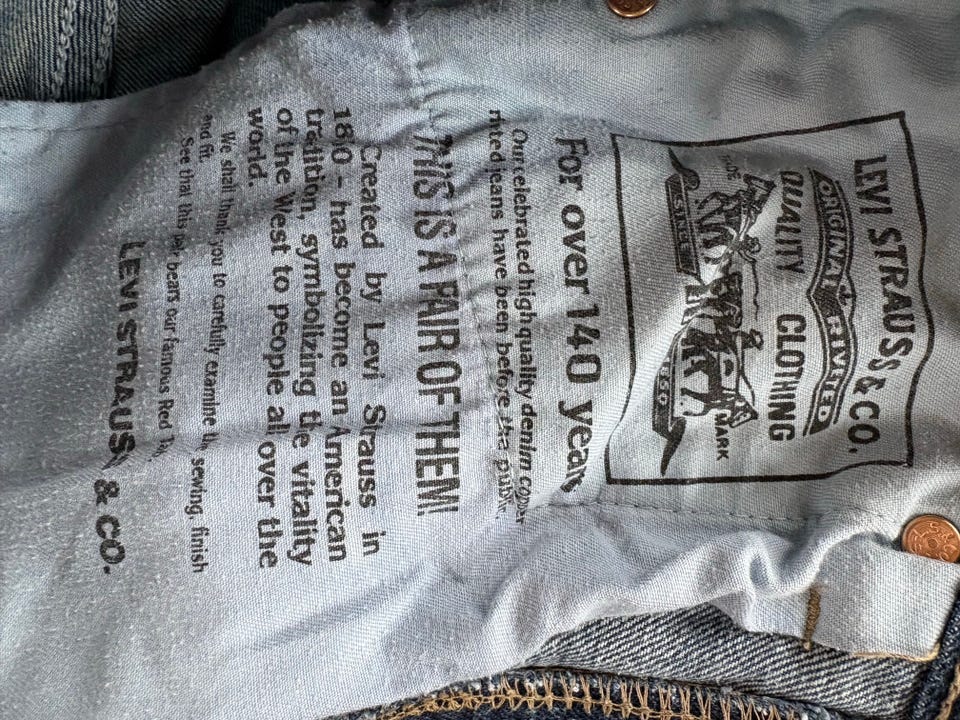 LEVI STRAUSS & CO.
ORIGINAL RIVETED
QUALITY CLOTHING
TRADE MARK
For over 140 years
Our celebrated high quality denim copper
riveted jeans have been before the public.
THIS IS A PAIR OF THEM!
Created by Levi Strauss in
1850 - has become an American
tradition, symbolizing the vitality
of the West to people all over the
world.
We shall thank you to carefully examine the sewing, finish
and fit.
See that this pair bears our famous Red Tab.
LEVI STRAUSS & CO.